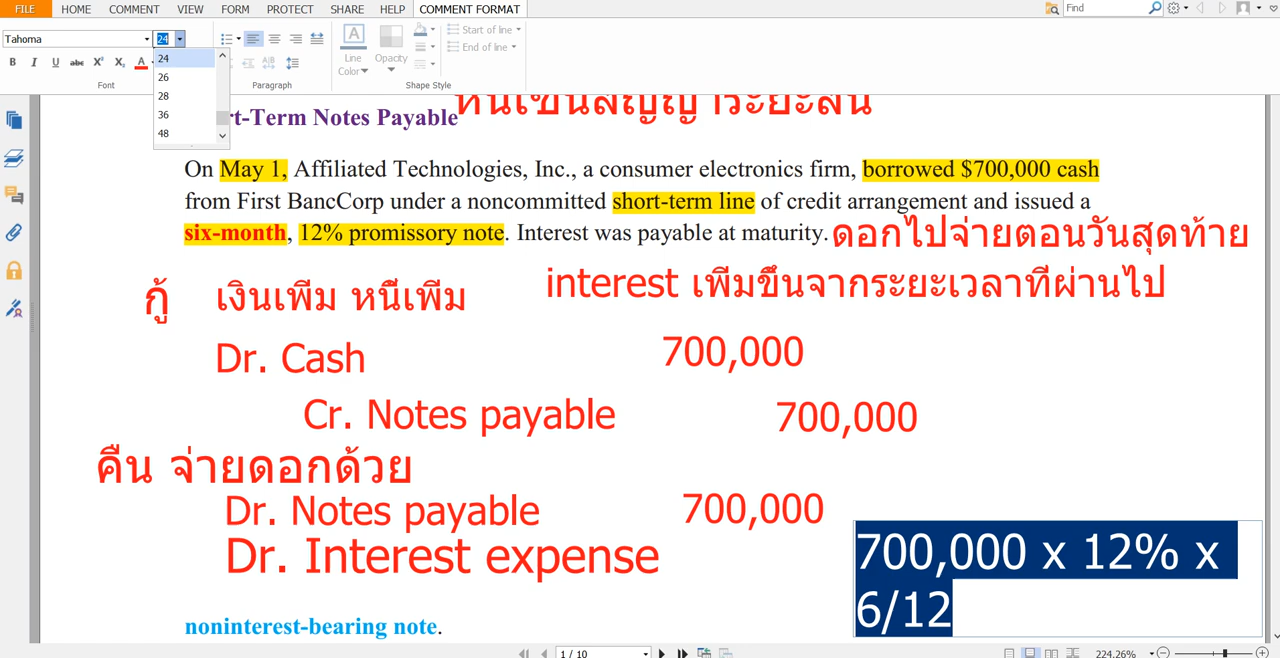 FILE HOME COMMENT VIEW FORM PROTECT SHARE HELP COMMENT FORMAT Find
Tahoma 24 Start of line
End of line
B I U abc X² X₂ A
Line Color Opacity
Font Paragraph Shape Style
24
26
28
36
48
rt-Term Notes Payable
On May 1, Affiliated Technologies, Inc., a consumer electronics firm, borrowed $700,000 cash
from First BancCorp under a noncommitted short-term line of credit arrangement and issued a
six-month, 12% promissory note. Interest was payable at maturity. ดอกไปจ่ายตอนวันสุดท้าย
interest เพิ่มขึ้นจากระยะเวลาที่ผ่านไป
กู้ เงินเพิ่ม หนี้เพิ่ม
Dr. Cash 700,000
Cr. Notes payable 700,000
คืน จ่ายดอกด้วย
Dr. Notes payable 700,000
Dr. Interest expense
700,000 x 12% x
6/12
noninterest-bearing note.
1 / 10 224.26%